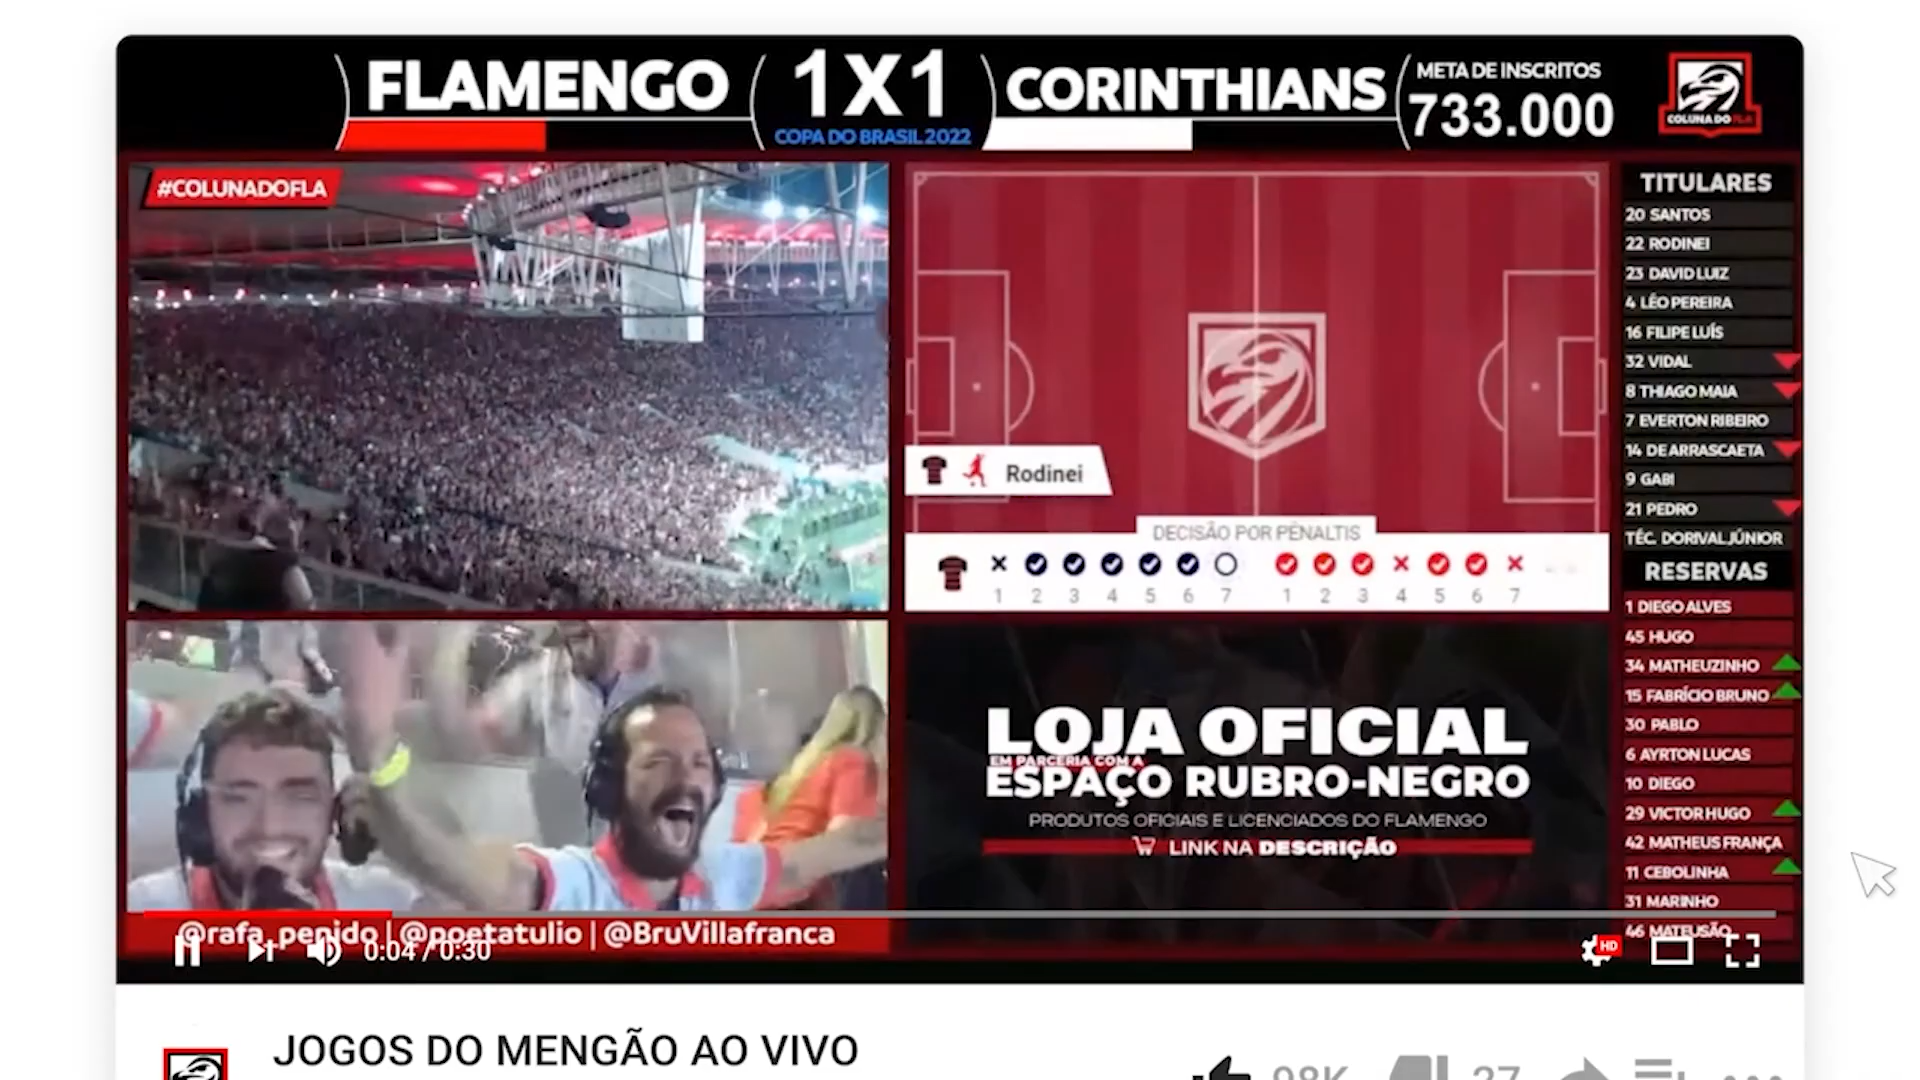 FLAMENGO
1X1
COPA DO BRASIL 2022
CORINTHIANS
META DE INSCRITOS
733.000
COLUNA DO FLA
#COLUNADOFLA
Rodinei
DECISÃO POR PÊNALTIS
1 2 3 4 5 6 7 1 2 3 4 5 6 7
LOJA OFICIAL
EM PARCERIA COM A
ESPAÇO RUBRO-NEGRO
PRODUTOS OFICIAIS E LICENCIADOS DO FLAMENGO
LINK NA DESCRIÇÃO
TITULARES
20 SANTOS
22 RODINEI
23 DAVID LUIZ
4 LÉO PEREIRA
16 FILIPE LUÍS
32 VIDAL
8 THIAGO MAIA
7 EVERTON RIBEIRO
14 DE ARRASCAETA
9 GABI
21 PEDRO
TÉC. DORIVAL JÚNIOR
RESERVAS
1 DIEGO ALVES
45 HUGO
34 MATHEUZINHO
15 FABRÍCIO BRUNO
30 PABLO
6 AYRTON LUCAS
10 DIEGO
29 VICTOR HUGO
42 MATHEUS FRANÇA
11 CEBOLINHA
31 MARINHO
46 MATEUSÃO
@rafa_penido | @poetatulio | @BruVillafranca
0:04 / 0:30
HD
JOGOS DO MENGÃO AO VIVO
98K
27